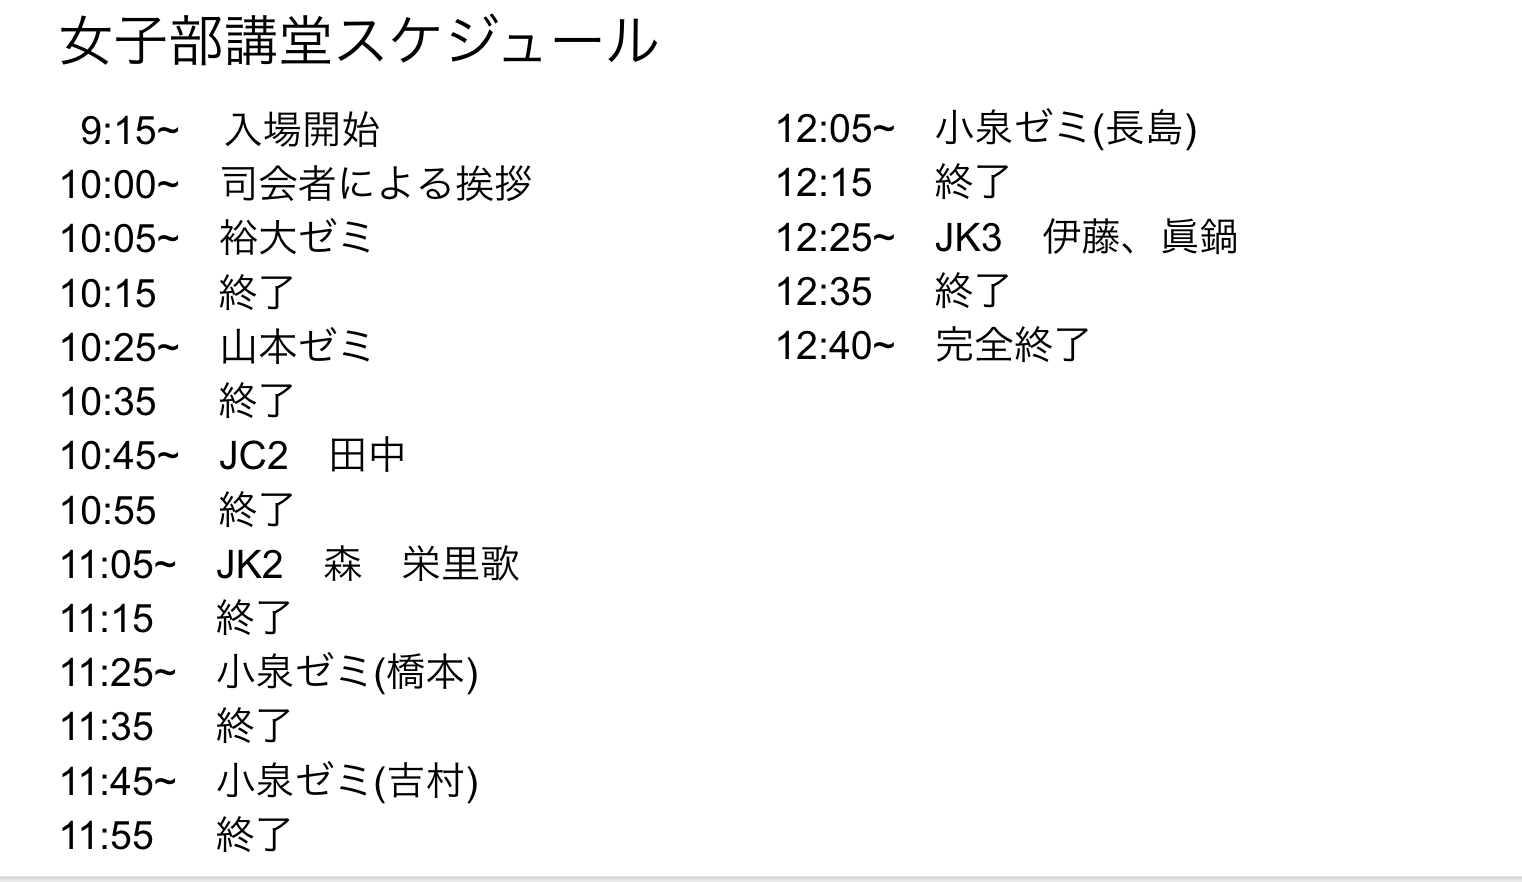 女子部講堂スケジュール
9:15~ 入場開始
10:00~ 司会者による挨拶
10:05~ 裕大ゼミ
10:15 終了
10:25~ 山本ゼミ
10:35 終了
10:45~ JC2 田中
10:55 終了
11:05~ JK2 森 栄里歌
11:15 終了
11:25~ 小泉ゼミ(橋本)
11:35 終了
11:45~ 小泉ゼミ(吉村)
11:55 終了
12:05~ 小泉ゼミ(長島)
12:15 終了
12:25~ JK3 伊藤、眞鍋
12:35 終了
12:40~ 完全終了